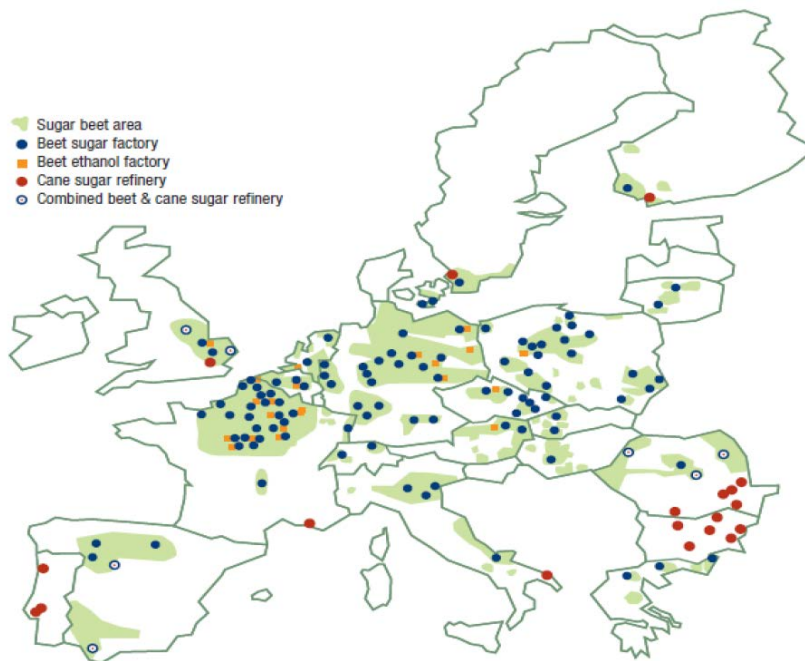 Sugar beet area
Beet sugar factory
Beet ethanol factory
Cane sugar refinery
Combined beet & cane sugar refinery